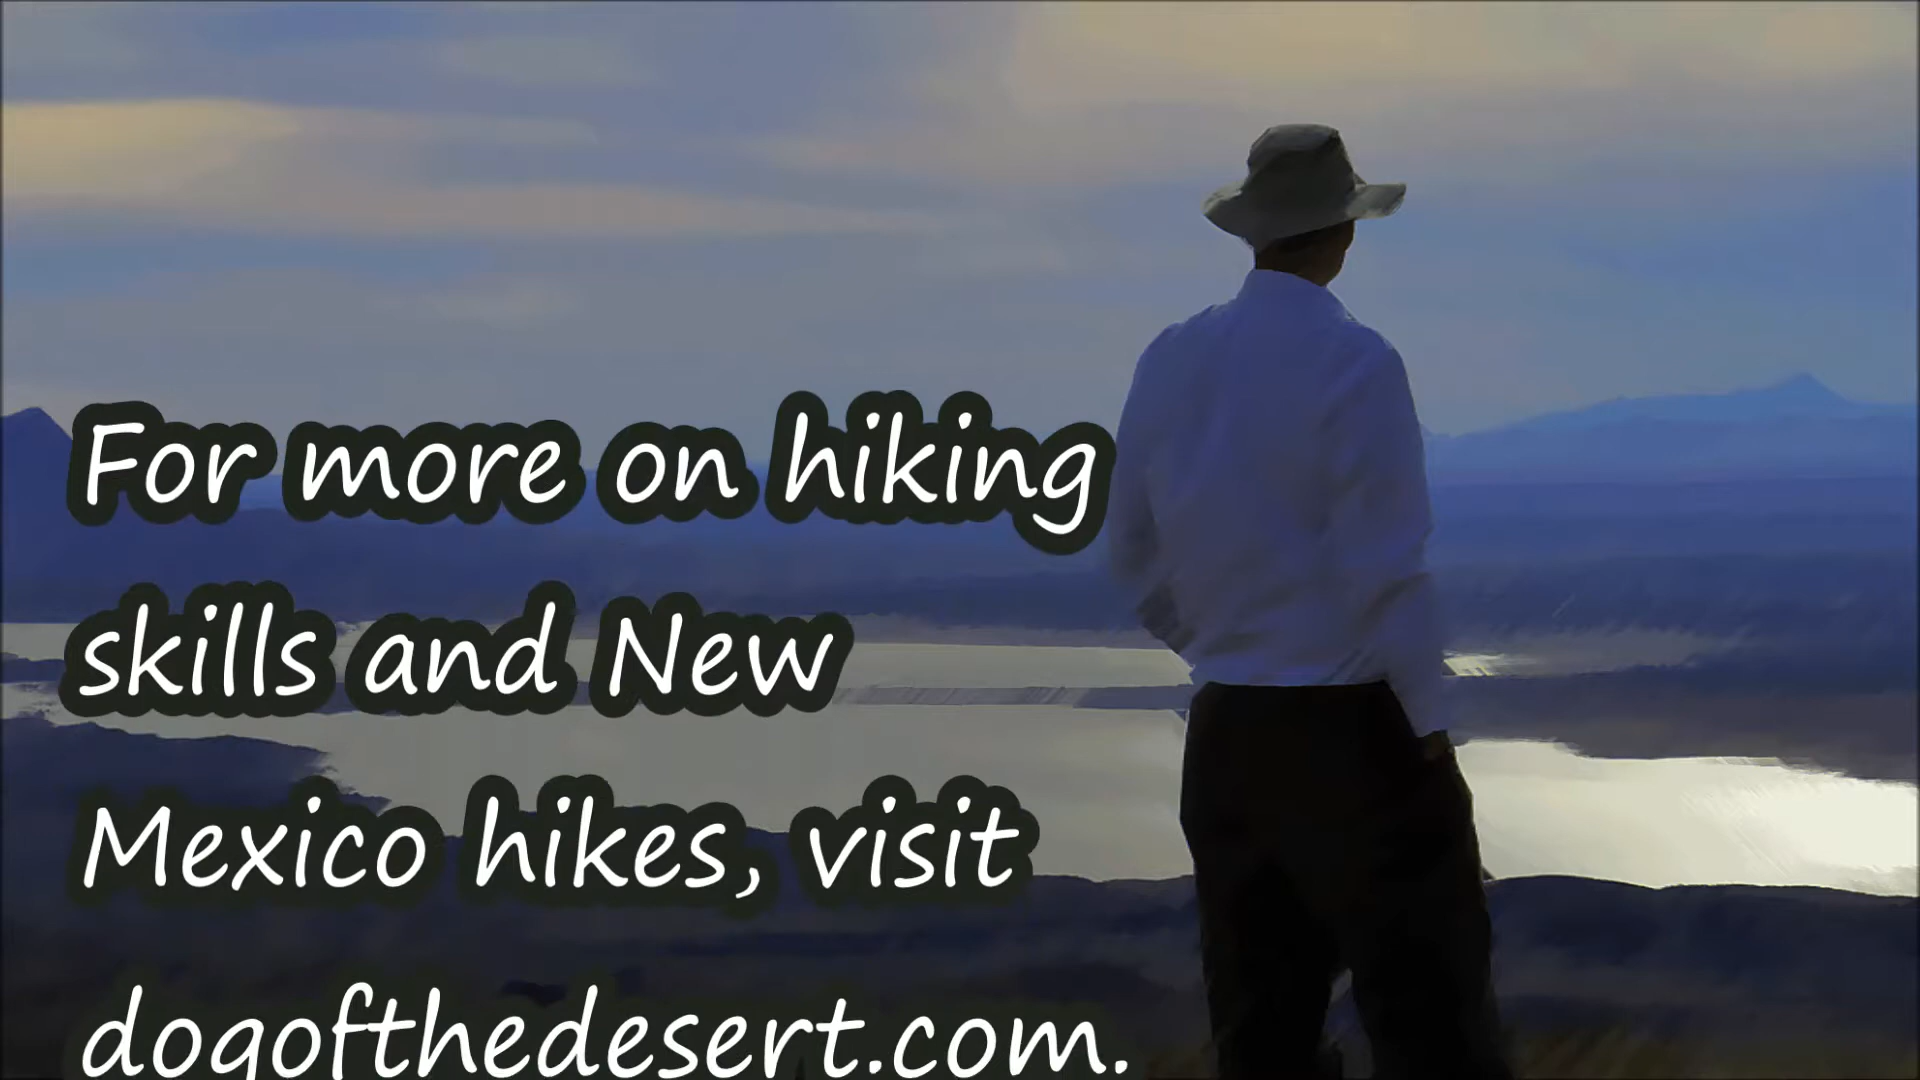 For more on hiking
skills and New
Mexico hikes, visit
dogofthedesert.com.